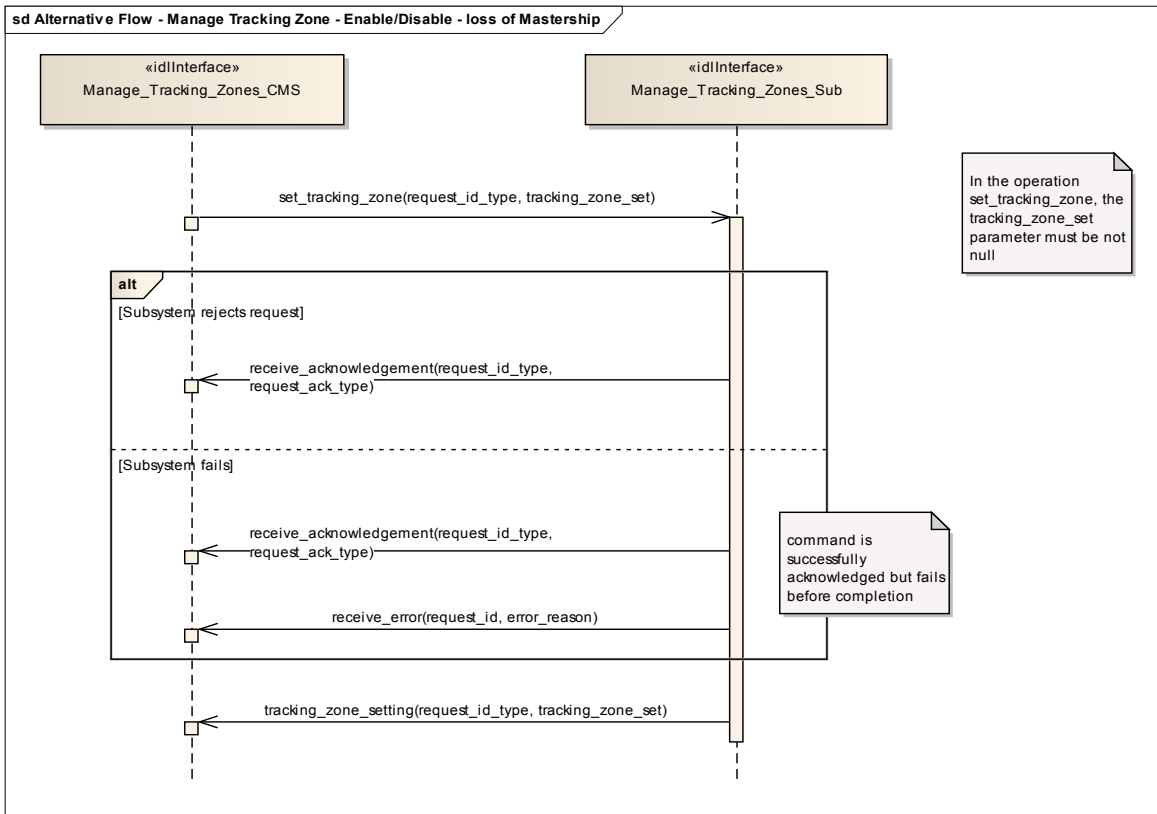 sd Alternative Flow - Manage Tracking Zone - Enable/Disable - loss of Mastership
«idlInterface»
Manage_Tracking_Zones_CMS
«idlInterface»
Manage_Tracking_Zones_Sub
In the operation
set_tracking_zone, the
tracking_zone_set
parameter must be not
null
set_tracking_zone(request_id_type, tracking_zone_set)
alt
[Subsystem rejects request]
receive_acknowledgement(request_id_type,
request_ack_type)
[Subsystem fails]
receive_acknowledgement(request_id_type,
request_ack_type)
command is
successfully
acknowledged but fails
before completion
receive_error(request_id, error_reason)
tracking_zone_setting(request_id_type, tracking_zone_set)